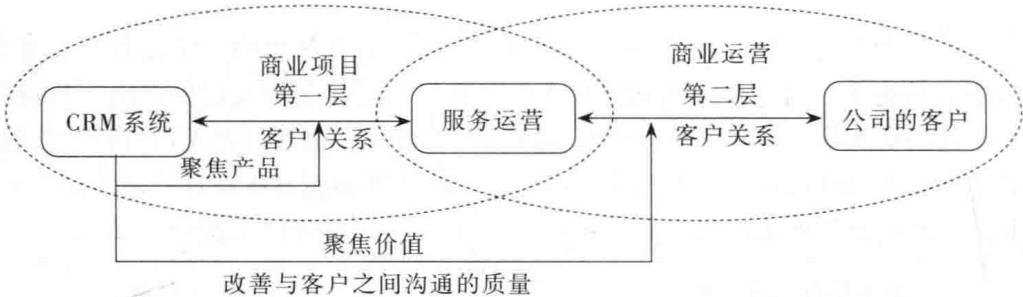 商业项目
第一层
商业运营
第二层
CRM系统
服务运营
公司的客户
客户关系
客户关系
聚焦产品
聚焦价值
改善与客户之间沟通的质量